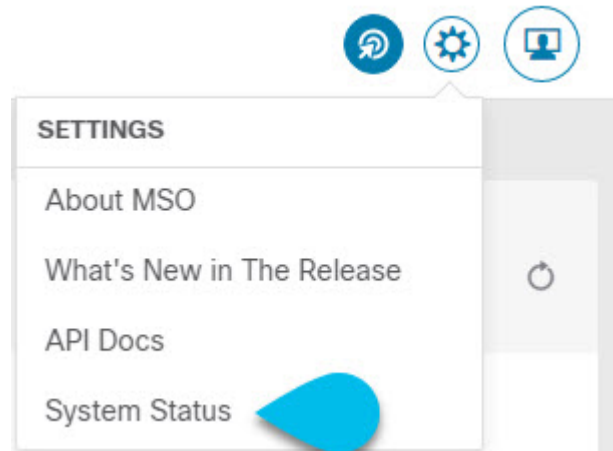 SETTINGS
About MSO
What's New in The Release
API Docs
System Status